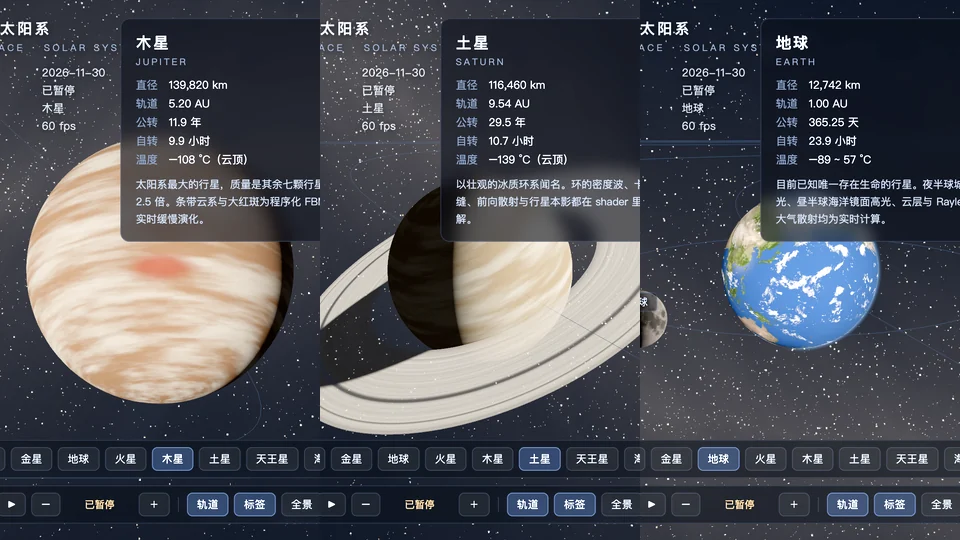 太阳系
ACE · SOLAR SYS
2026-11-30
已暂停
木星
60 fps
木星
JUPITER
直径 139,820 km
轨道 5.20 AU
公转 11.9 年
自转 9.9 小时
温度 −108 °C（云顶）
太阳系最大的行星，质量是其余七颗行星
2.5 倍。条带云系与大红斑为程序化 FBM
实时缓慢演化。
金星 地球 火星 木星 土星 天王星
− 已暂停 + 轨道 标签 全景
太阳系
ACE · SOLAR SYS
2026-11-30
已暂停
土星
60 fps
土星
SATURN
直径 116,460 km
轨道 9.54 AU
公转 29.5 年
自转 10.7 小时
温度 −139 °C（云顶）
以壮观的冰质环系闻名。环的密度波、卡
缝、前向散射与行星本影都在 shader 里
解。
金星 地球 火星 木星 土星 天王星
− 已暂停 + 轨道 标签 全景
太阳系
ACE · SOLAR SYS
2026-11-30
已暂停
地球
60 fps
地球
EARTH
直径 12,742 km
轨道 1.00 AU
公转 365.25 天
自转 23.9 小时
温度 −89 ~ 57 °C
目前已知唯一存在生命的行星。夜半球城
光、昼半球海洋镜面高光、云层与 Rayle
大气散射均为实时计算。
球
金星 地球 火星 木星 土星 天王星
− 已暂停 + 轨道 标签 全景